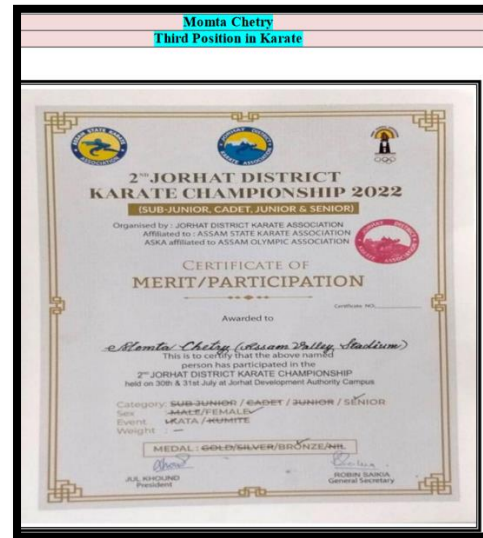 Momta Chetry
Third Position in Karate
2ND JORHAT DISTRICT
KARATE CHAMPIONSHIP 2022
(SUB-JUNIOR, CADET, JUNIOR & SENIOR)
Organised by : JORHAT DISTRICT KARATE ASSOCIATION
Affiliated to : ASSAM STATE KARATE ASSOCIATION
ASKA affiliated to ASSAM OLYMPIC ASSOCIATION
CERTIFICATE OF
MERIT/PARTICIPATION
Certificate NO.
Awarded to
Momta Chetry (Assam Valley Stadium)
This is to certify that the above named
person has participated in the
2ND JORHAT DISTRICT KARATE CHAMPIONSHIP
held on 30th & 31st July at Jorhat Development Authority Campus
Category: SUB JUNIOR / CADET / JUNIOR / SENIOR
Sex : MALE/FEMALE
Event : KATA / KUMITE
Weight : —
MEDAL : GOLD/SILVER/BRONZE/NIL
JUL KHOUND
President
ROBIN SAIKIA
General Secretary